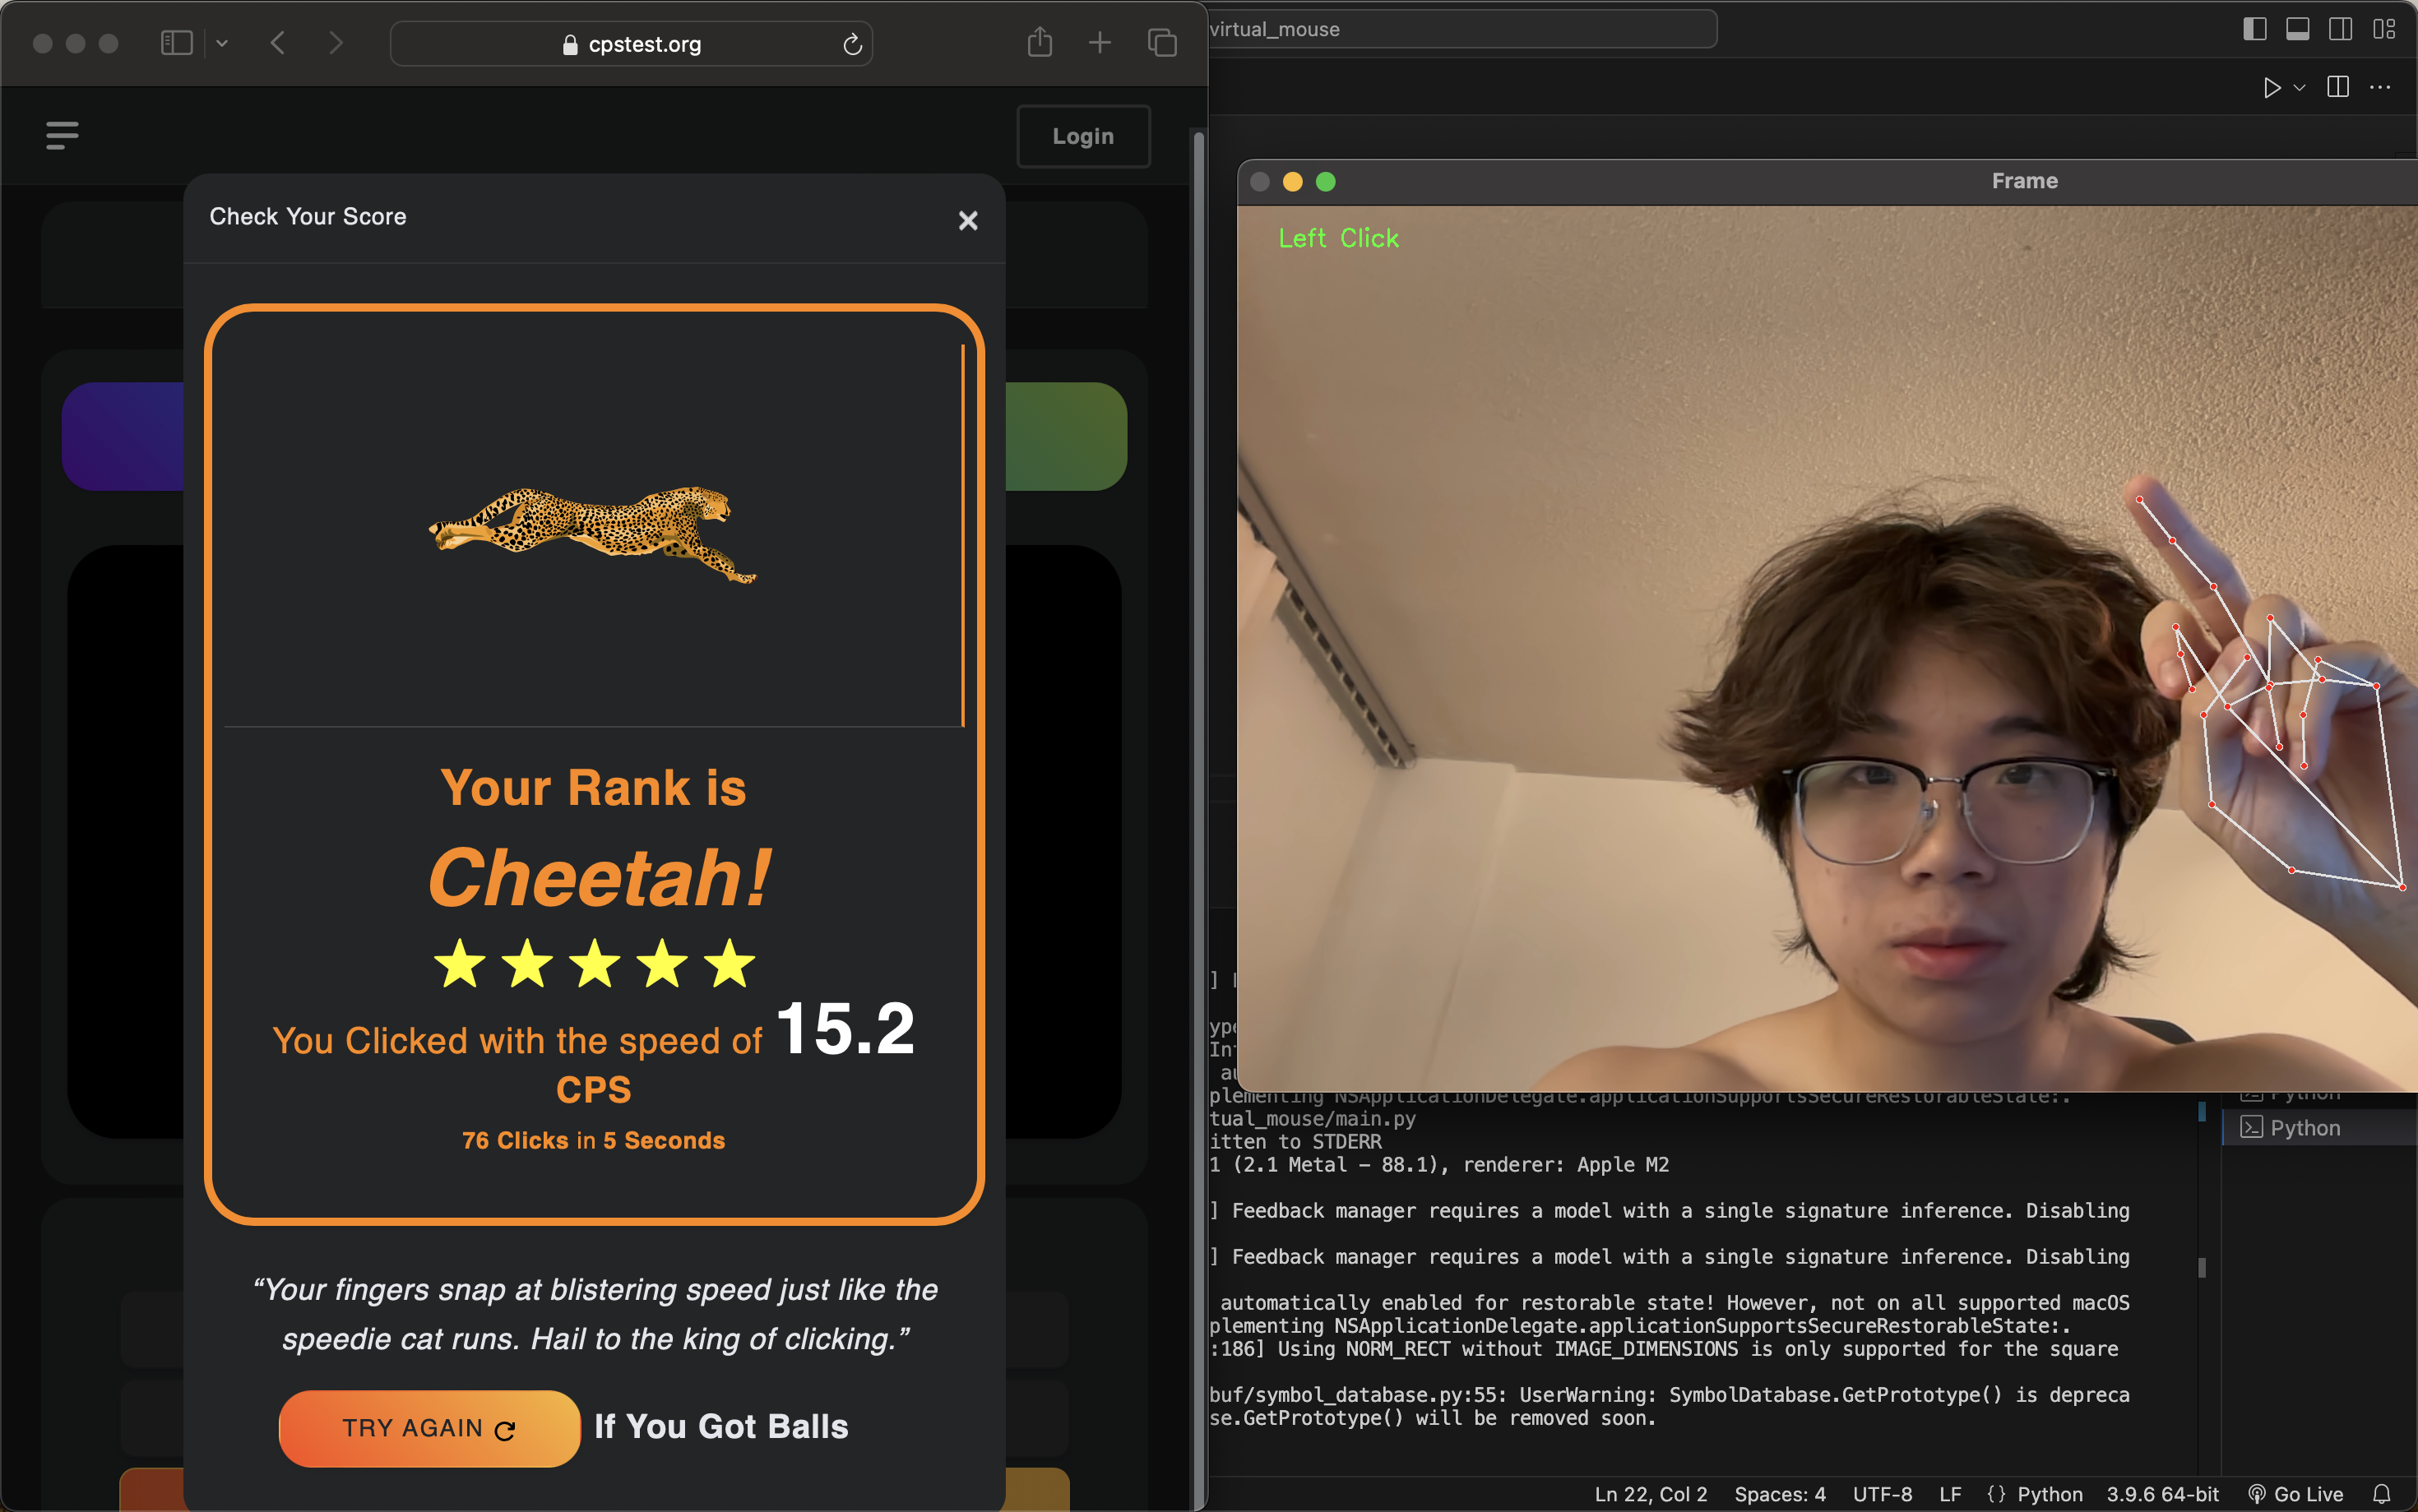 cpstest.org
virtual_mouse
Login
Check Your Score
Frame
Left Click
Your Rank is
Cheetah!
You Clicked with the speed of 15.2
CPS
76 Clicks in 5 Seconds
“Your fingers snap at blistering speed just like the
speedie cat runs. Hail to the king of clicking.”
TRY AGAIN If You Got Balls
plementing NSApplicationDelegate.applicationSupportsSecureRestorableState:.
tual_mouse/main.py
itten to STDERR
1 (2.1 Metal - 88.1), renderer: Apple M2
] Feedback manager requires a model with a single signature inference. Disabling
] Feedback manager requires a model with a single signature inference. Disabling
automatically enabled for restorable state! However, not on all supported macOS
plementing NSApplicationDelegate.applicationSupportsSecureRestorableState:.
:186] Using NORM_RECT without IMAGE_DIMENSIONS is only supported for the square
buf/symbol_database.py:55: UserWarning: SymbolDatabase.GetPrototype() is depreca
se.GetPrototype() will be removed soon.
Python
Python
Ln 22, Col 2 Spaces: 4 UTF-8 LF {} Python 3.9.6 64-bit Go Live